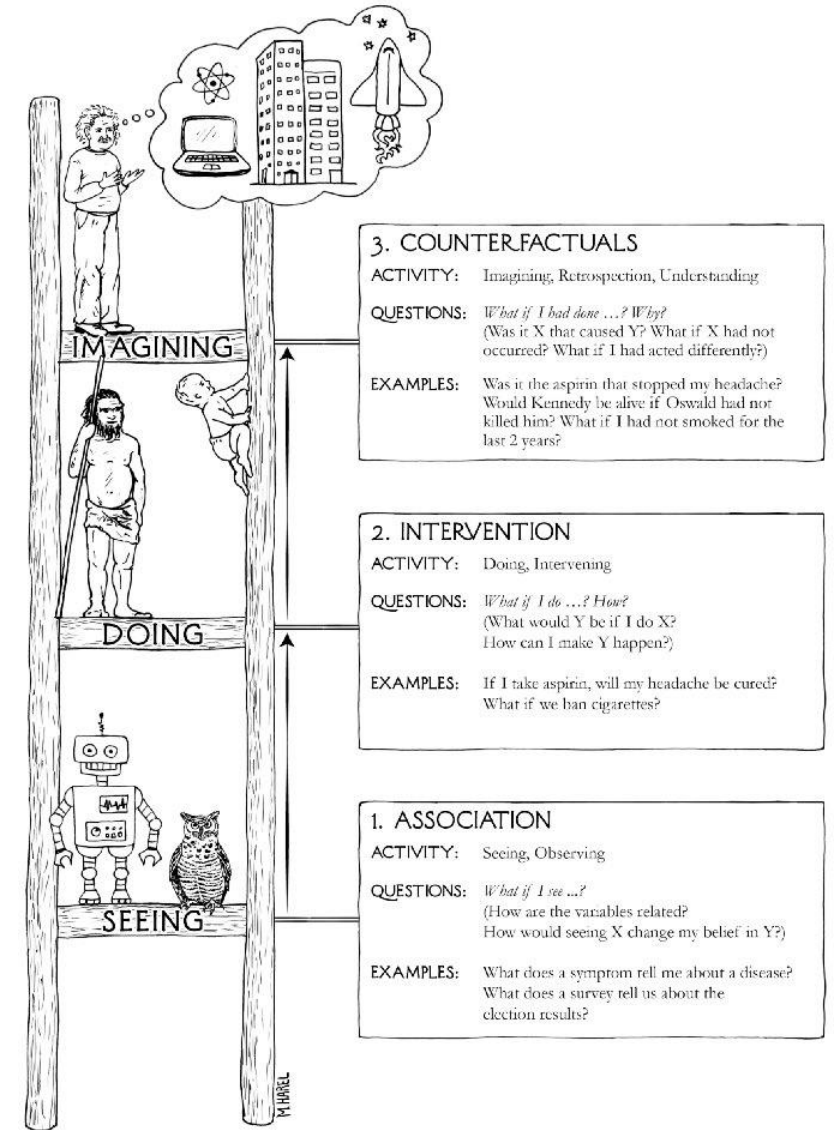 IMAGINING
DOING
SEEING
M.HAREL
3. COUNTERFACTUALS
ACTIVITY: Imagining, Retrospection, Understanding
QUESTIONS: What if I had done …? Why?
(Was it X that caused Y? What if X had not
occurred? What if I had acted differently?)
EXAMPLES: Was it the aspirin that stopped my headache?
Would Kennedy be alive if Oswald had not
killed him? What if I had not smoked for the
last 2 years?
2. INTERVENTION
ACTIVITY: Doing, Intervening
QUESTIONS: What if I do …? How?
(What would Y be if I do X?
How can I make Y happen?)
EXAMPLES: If I take aspirin, will my headache be cured?
What if we ban cigarettes?
1. ASSOCIATION
ACTIVITY: Seeing, Observing
QUESTIONS: What if I see ...?
(How are the variables related?
How would seeing X change my belief in Y?)
EXAMPLES: What does a symptom tell me about a disease?
What does a survey tell us about the
election results?